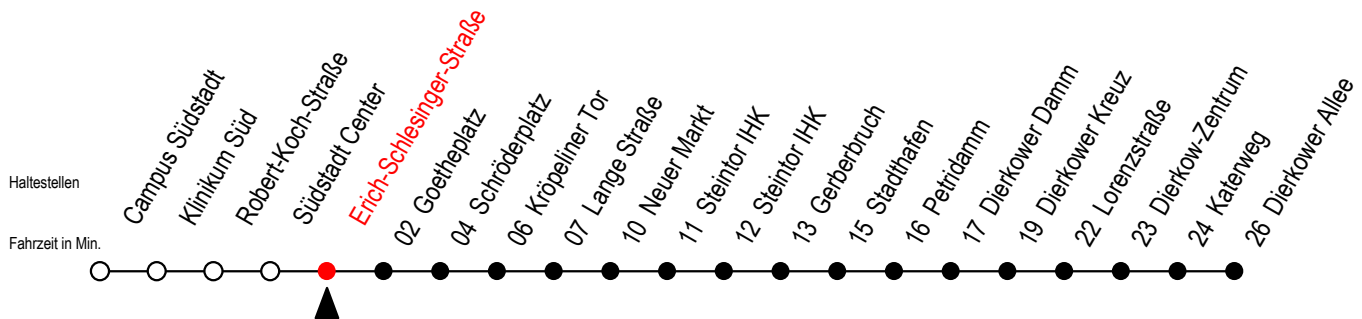 Haltestellen
Fahrzeit in Min.
Campus Südstadt
Klinikum Süd
Robert-Koch-Straße
Südstadt Center
Erich-Schlesinger-Straße
02 Goetheplatz
04 Schröderplatz
06 Kröpeliner Tor
07 Lange Straße
10 Neuer Markt
11 Steintor IHK
12 Steintor IHK
13 Gerberbruch
15 Stadthafen
16 Petridamm
17 Dierkower Damm
19 Dierkower Kreuz
22 Lorenzstraße
23 Dierkow-Zentrum
24 Katerweg
26 Dierkower Allee